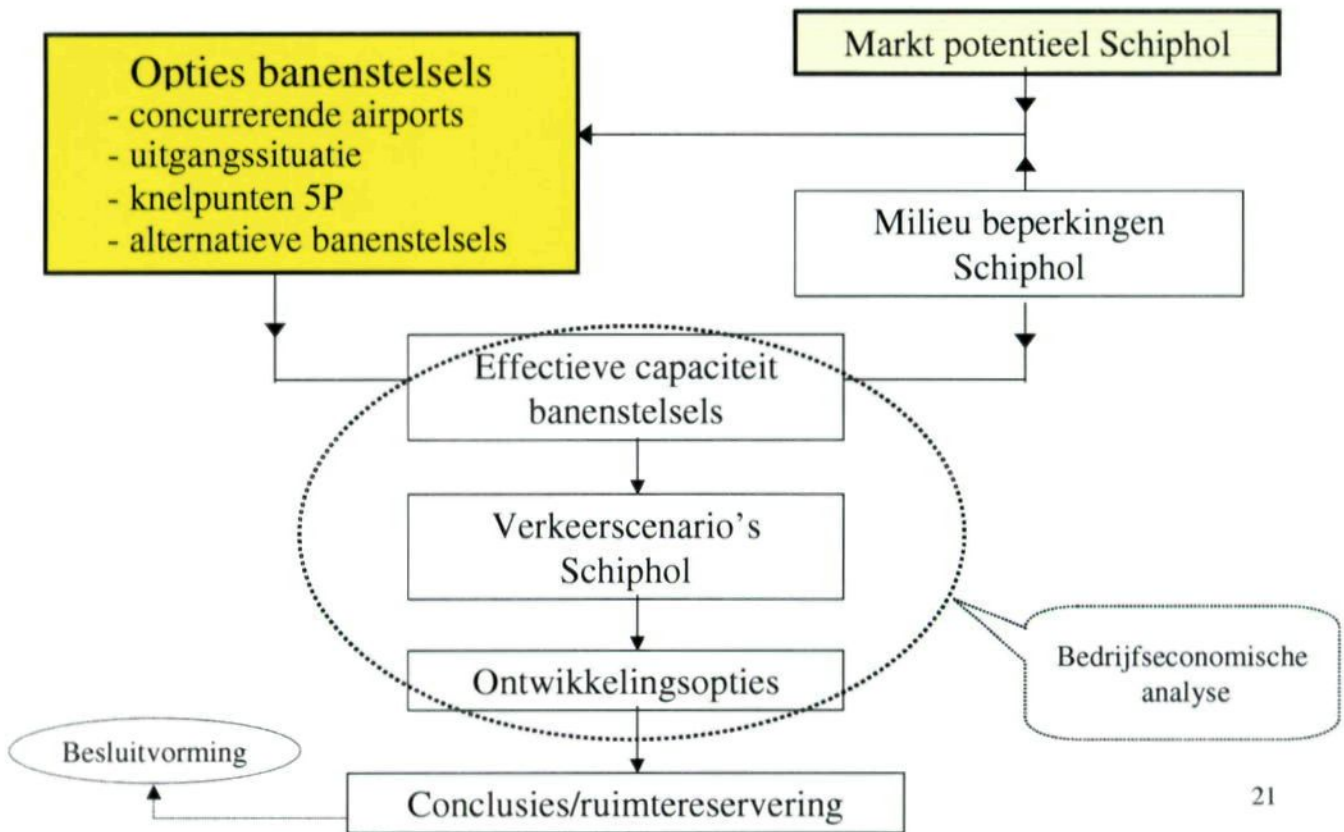 Opties banenstelsels
- concurrerende airports
- uitgangssituatie
- knelpunten 5P
- alternatieve banenstelsels
Markt potentieel Schiphol
Milieu beperkingen
Schiphol
Effectieve capaciteit
banenstelsels
Verkeerscenario's
Schiphol
Ontwikkelingsopties
Bedrijfseconomische
analyse
Besluitvorming
Conclusies/ruimtereservering
21